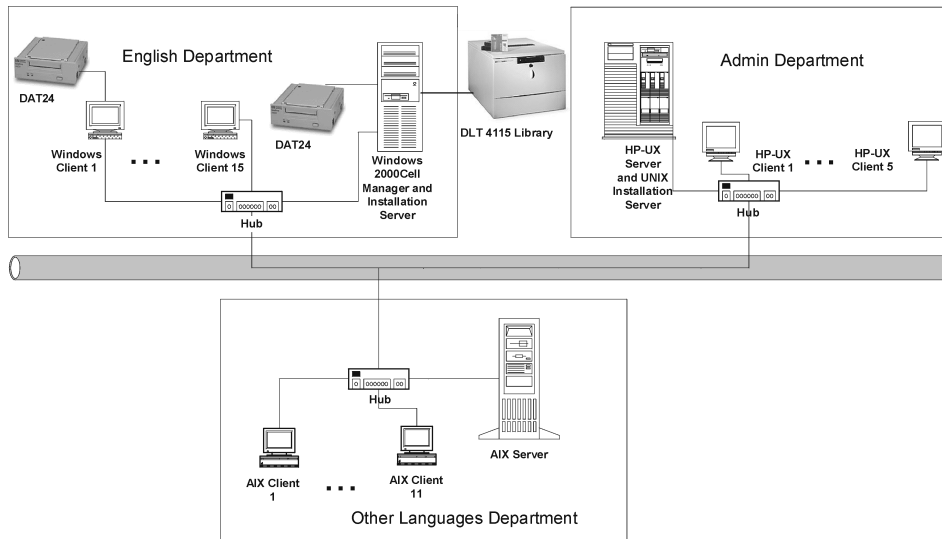 English Department
DAT24
Windows
Client 1
Windows
Client 15
DAT24
Windows
2000Cell
Manager and
Installation
Server
Hub
DLT 4115 Library
Admin Department
HP-UX
Server
and UNIX
Installation
Server
HP-UX
Client 1
HP-UX
Client 5
Hub
Hub
AIX Client
1
AIX Client
11
AIX Server
Other Languages Department